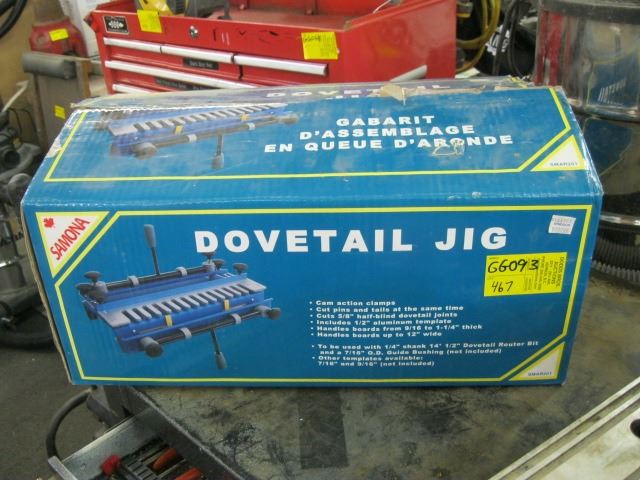 DOVETAIL JIG
GABARIT
D'ASSEMBLAGE
EN QUEUE D'ARONDE
SAMONA
DOVETAIL JIG
GG093
467
• Cam action clamps
• Cut pins and tails at the same time
• Cuts 5/8" half-blind dovetail joints
• Includes 1/2" aluminum template
• Handles boards from 9/16 to 1-1/4" thick
• Handles boards up to 12" wide
• To be used with 1/4" shank 14° 1/2" Dovetail Router Bit
and a 7/16" O.D. Guide Bushing (not included)
• Other templates available:
7/16" and 9/16" (not included)